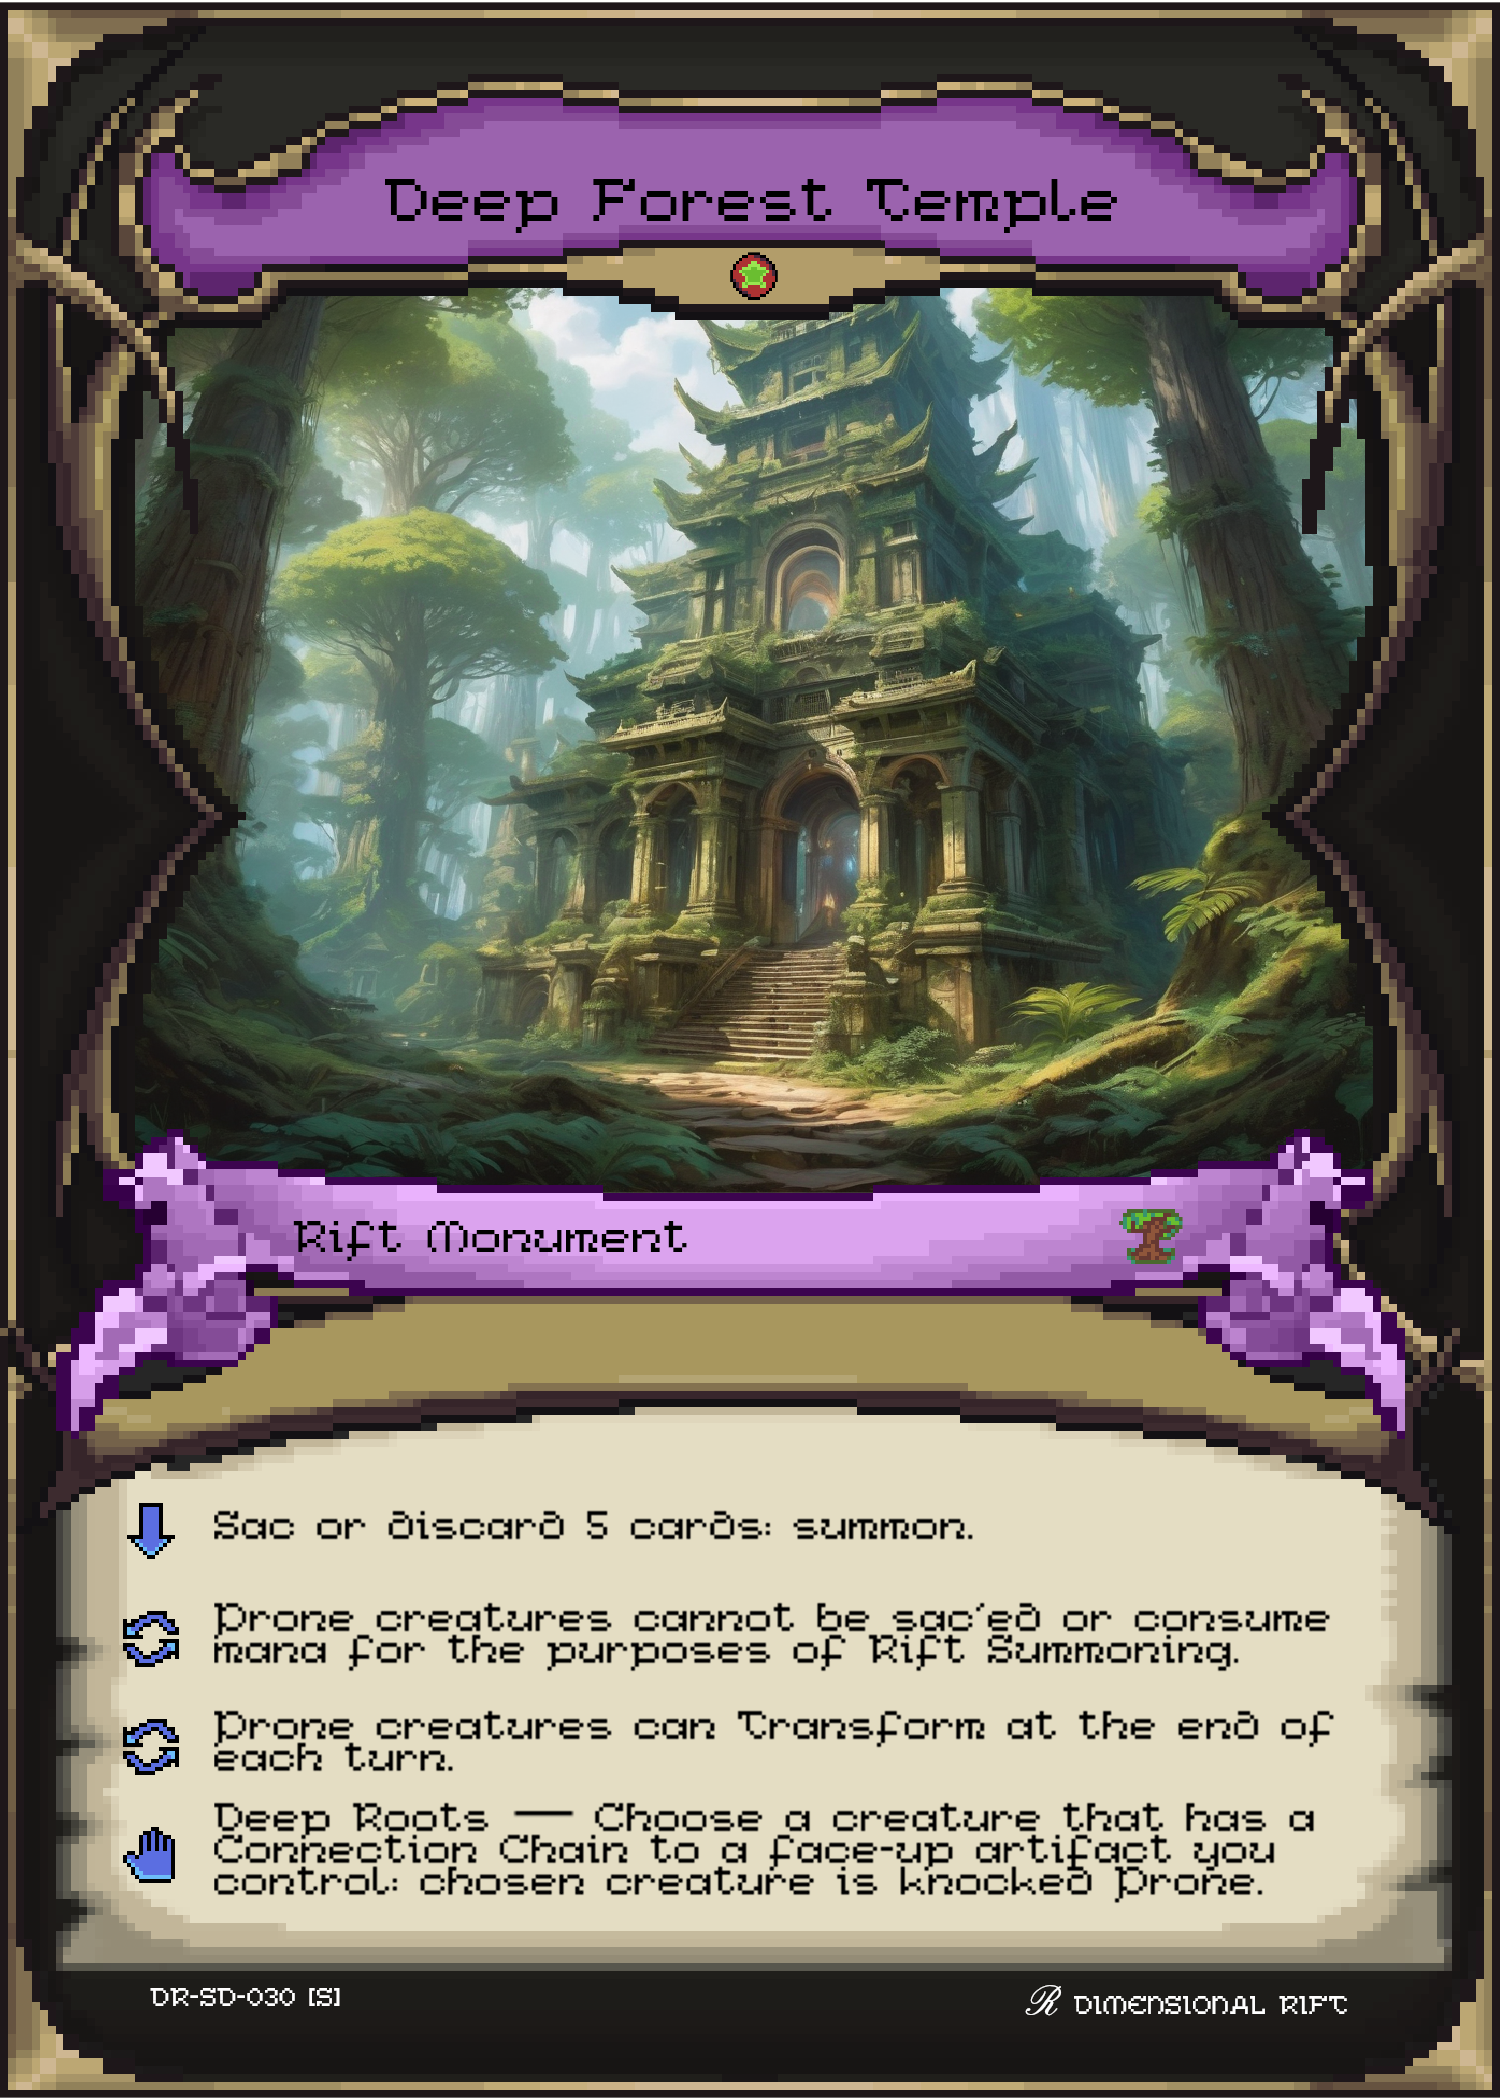 Deep Forest Temple
Rift Monument
Sac or discard 5 cards: summon.
Prone creatures cannot be sac'ed or consume
mana for the purposes of Rift Summoning.
Prone creatures can Transform at the end of
each turn.
Deep Roots — Choose a creature that has a
Connection Chain to a face-up artifact you
control: chosen creature is knocked Prone.
DR-SD-030 [S]
R DIMENSIONAL RIFT